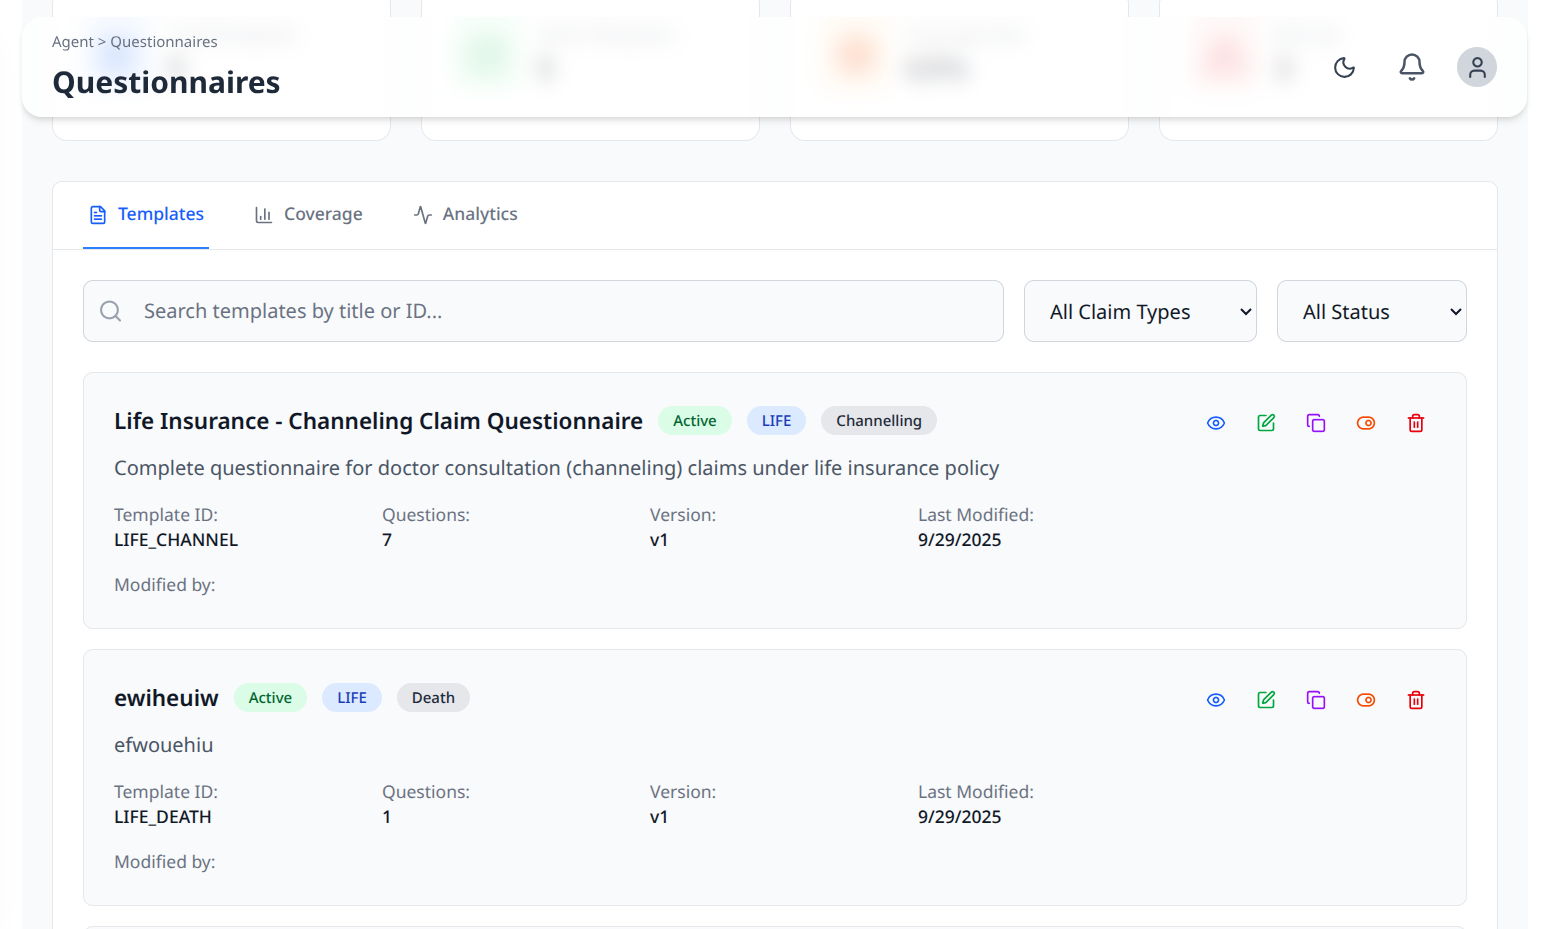 Agent > Questionnaires
Questionnaires
Templates
Coverage
Analytics
Search templates by title or ID...
All Claim Types
All Status
Life Insurance - Channeling Claim Questionnaire
Active
LIFE
Channelling
Complete questionnaire for doctor consultation (channeling) claims under life insurance policy
Template ID:
Questions:
Version:
Last Modified:
LIFE_CHANNEL
7
v1
9/29/2025
Modified by:
ewiheuiw
Active
LIFE
Death
efwouehiu
Template ID:
Questions:
Version:
Last Modified:
LIFE_DEATH
1
v1
9/29/2025
Modified by: